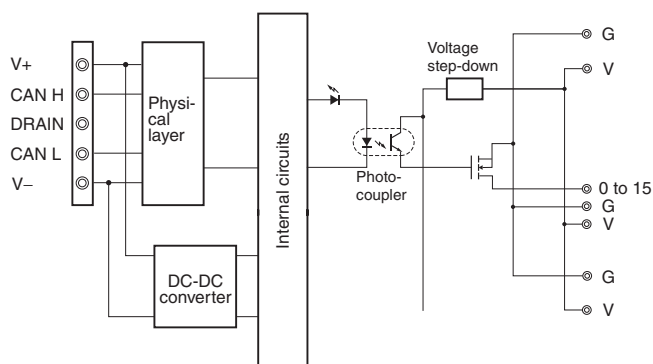 V+
CAN H
DRAIN
CAN L
V–
Physi-
cal
layer
DC-DC
converter
Internal circuits
Photo-
coupler
Voltage
step-down
G
V
0 to 15
G
V
G
V